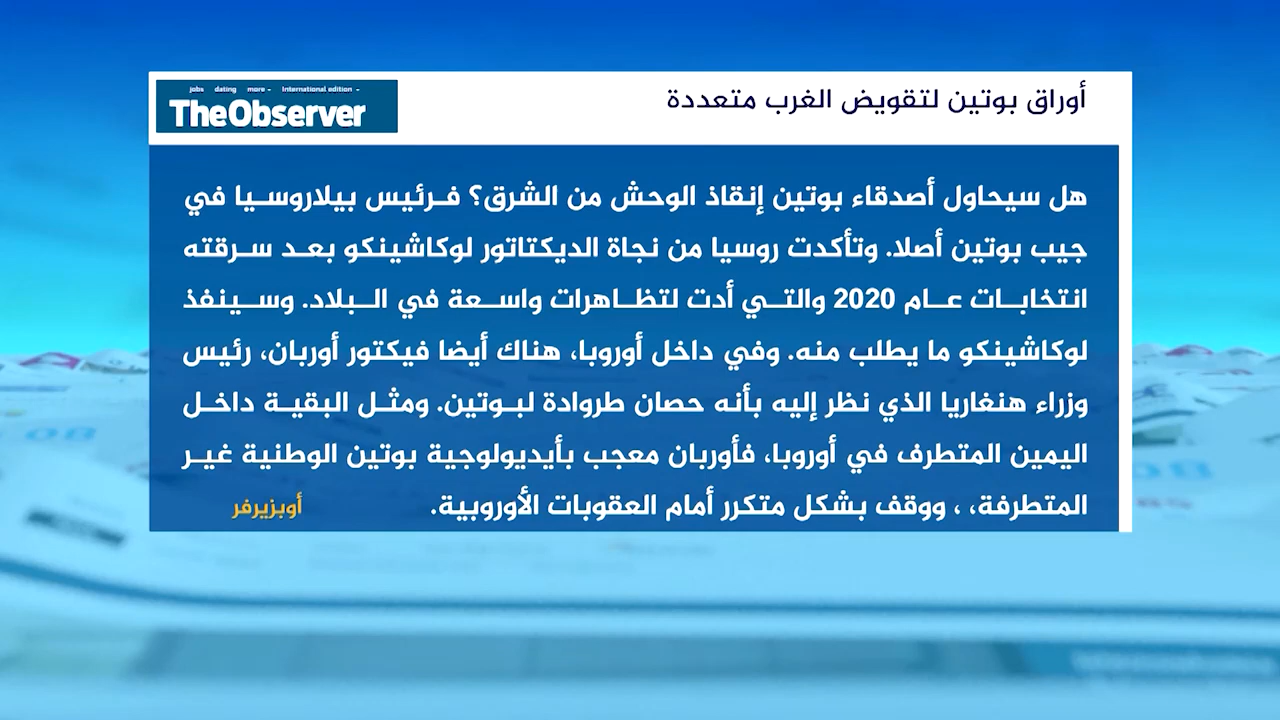 jobs dating more International edition
TheObserver
أوراق بوتين لتقويض الغرب متعددة
هل سيحاول أصدقاء بوتين إنقاذ الوحش من الشرق؟ فرئيس بيلاروسيا في
جيب بوتين أصلا. وتأكدت روسيا من نجاة الديكتاتور لوكاشينكو بعد سرقته
انتخابات عام 2020 والتي أدت لتظاهرات واسعة في البلاد. وسينفذ
لوكاشينكو ما يطلب منه. وفي داخل أوروبا، هناك أيضا فيكتور أوربان، رئيس
وزراء هنغاريا الذي نظر إليه بأنه حصان طروادة لبوتين. ومثل البقية داخل
اليمين المتطرف في أوروبا، فأوربان معجب بأيديولوجية بوتين الوطنية غير
المتطرفة، ، ووقف بشكل متكرر أمام العقوبات الأوروبية.
أوبزيرفر